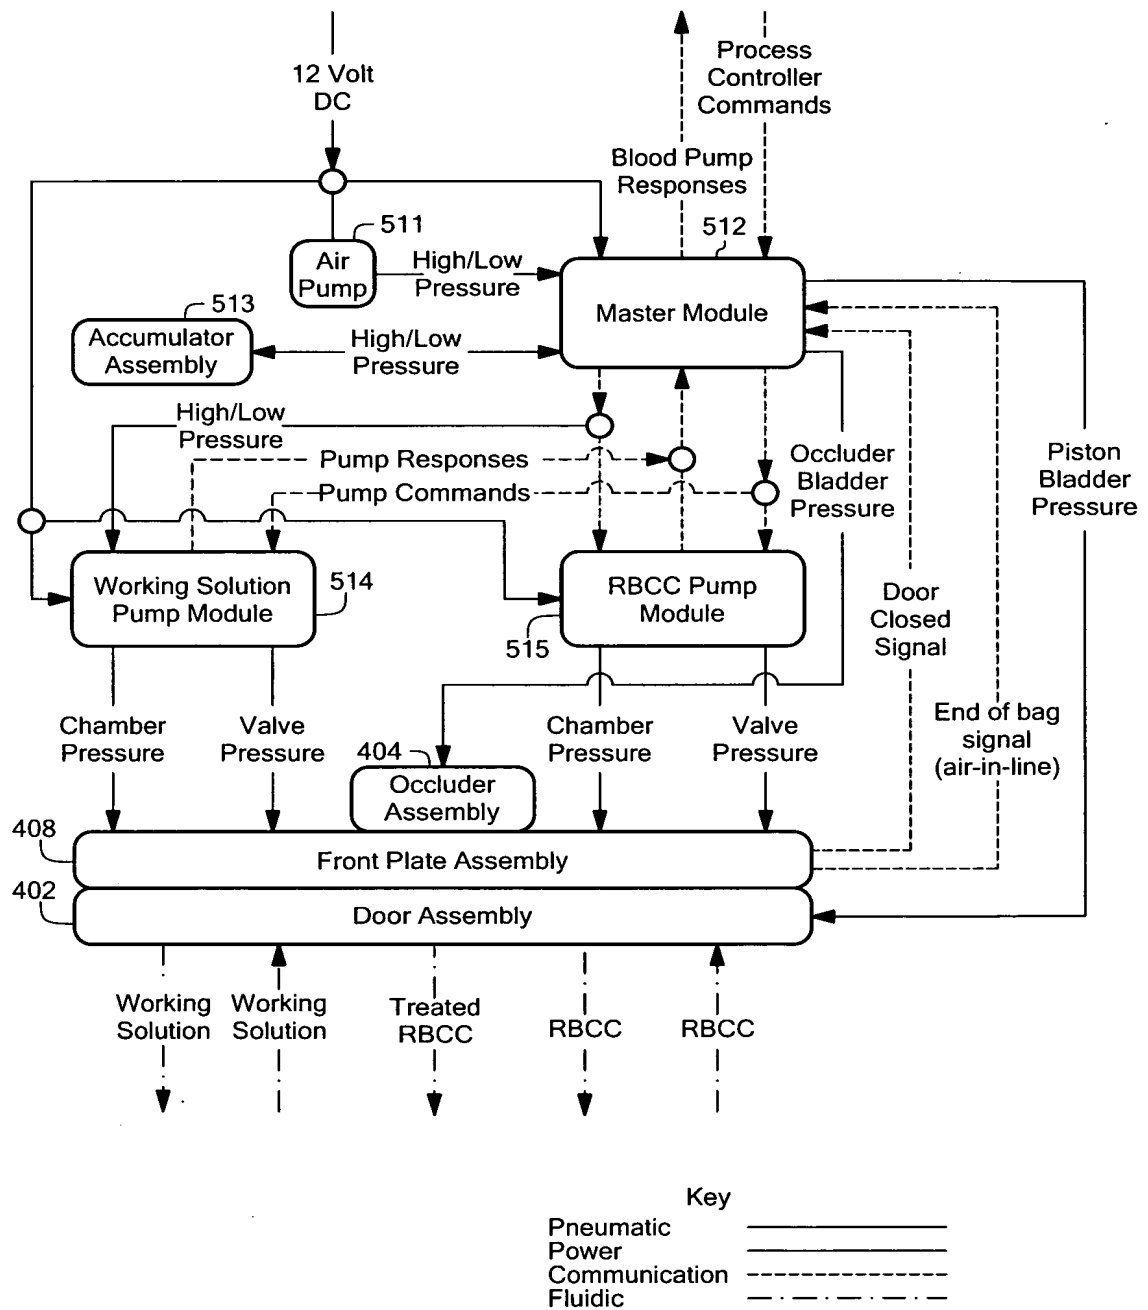 12 Volt
DC
Process
Controller
Commands
Blood Pump
Responses
511
512
Air
Pump
High/Low
Pressure
Master Module
513
Accumulator
Assembly
High/Low
Pressure
High/Low
Pressure
Pump Responses
Pump Commands
Occluder
Bladder
Pressure
Piston
Bladder
Pressure
Working Solution
Pump Module
514
RBCC Pump
Module
515
Door
Closed
Signal
End of bag
signal
(air-in-line)
Chamber
Pressure
Valve
Pressure
404
Occluder
Assembly
Chamber
Pressure
Valve
Pressure
408
Front Plate Assembly
402
Door Assembly
Working
Solution
Working
Solution
Treated
RBCC
RBCC
RBCC
Key
Pneumatic
Power
Communication
Fluidic